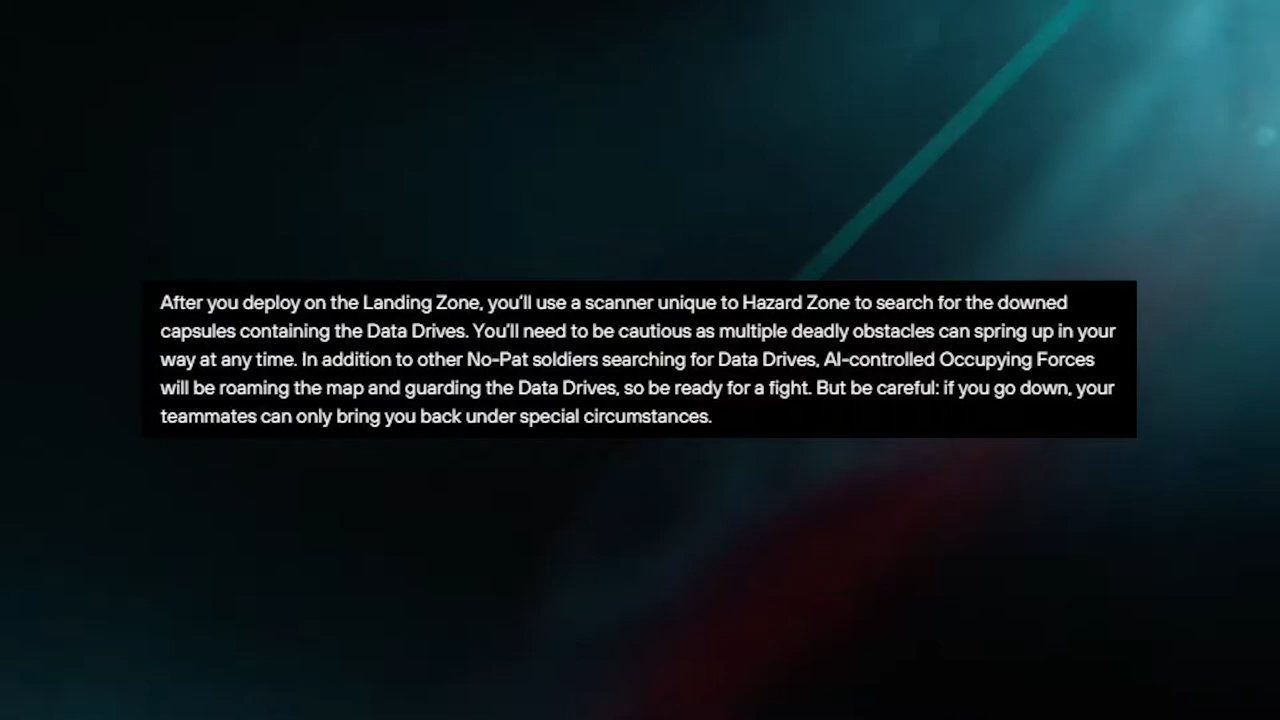 After you deploy on the Landing Zone, you'll use a scanner unique to Hazard Zone to search for the downed
capsules containing the Data Drives. You'll need to be cautious as multiple deadly obstacles can spring up in your
way at any time. In addition to other No-Pat soldiers searching for Data Drives, AI-controlled Occupying Forces
will be roaming the map and guarding the Data Drives, so be ready for a fight. But be careful: if you go down, your
teammates can only bring you back under special circumstances.